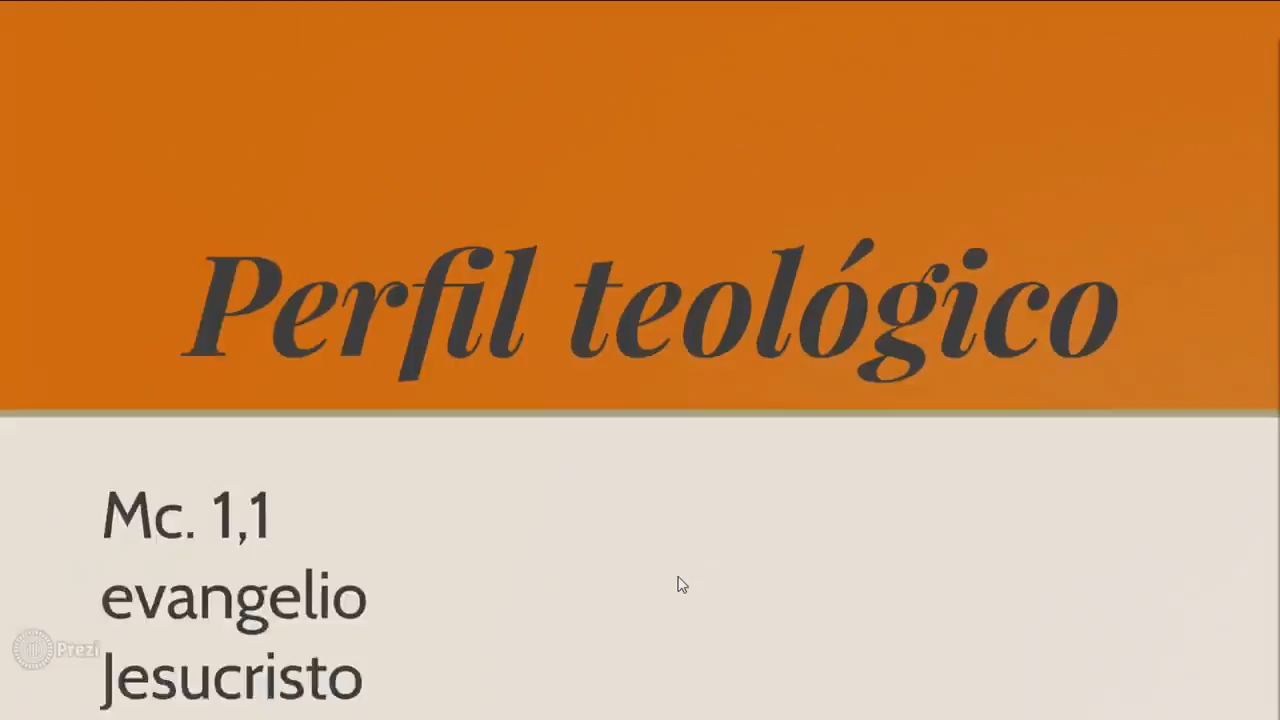 Perfil teológico
Mc. 1,1
evangelio
Prezi
Jesucristo